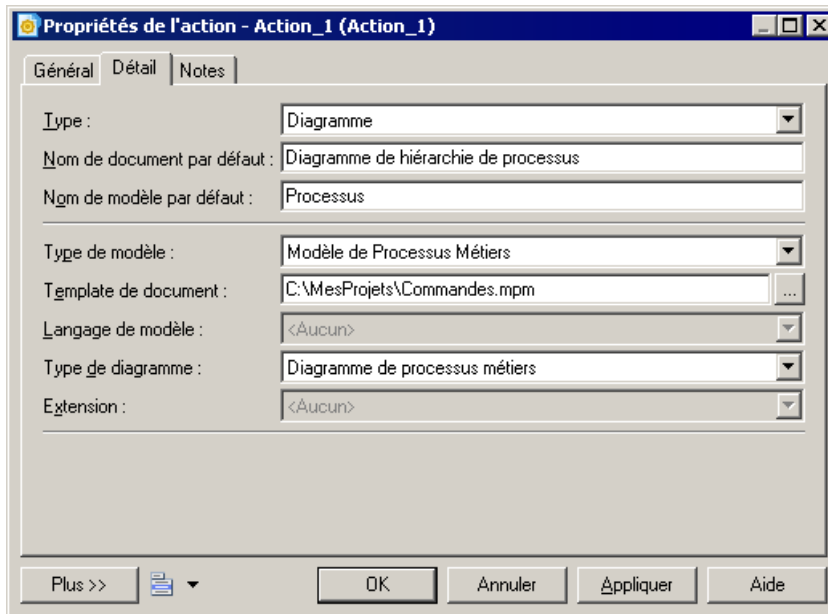 Propriétés de l'action - Action_1 (Action_1)
Général Détail Notes
Type : Diagramme
Nom de document par défaut : Diagramme de hiérarchie de processus
Nom de modèle par défaut : Processus
Type de modèle : Modèle de Processus Métiers
Template de document : C:\MesProjets\Commandes.mpm ...
Langage de modèle : <Aucun>
Type de diagramme : Diagramme de processus métiers
Extension : <Aucun>
Plus >> OK Annuler Appliquer Aide